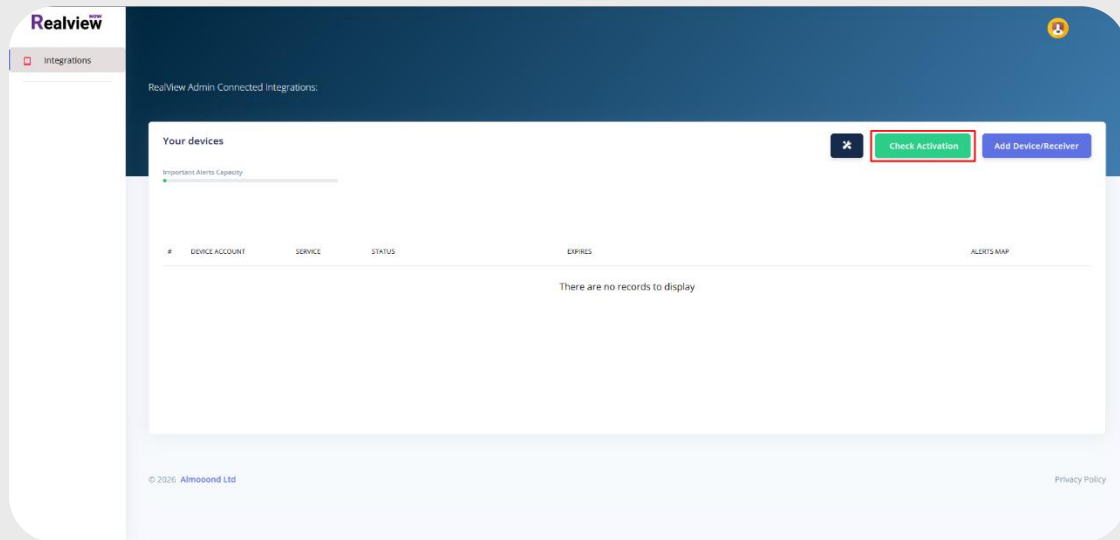 Realview
NOW
Integrations
RealView Admin Connected Integrations:
Your devices
Check Activation
Add Device/Receiver
Important Alerts Capacity
# DEVICE ACCOUNT SERVICE STATUS EXPIRES ALERTS MAP
There are no records to display
© 2026 Almooond Ltd
Privacy Policy